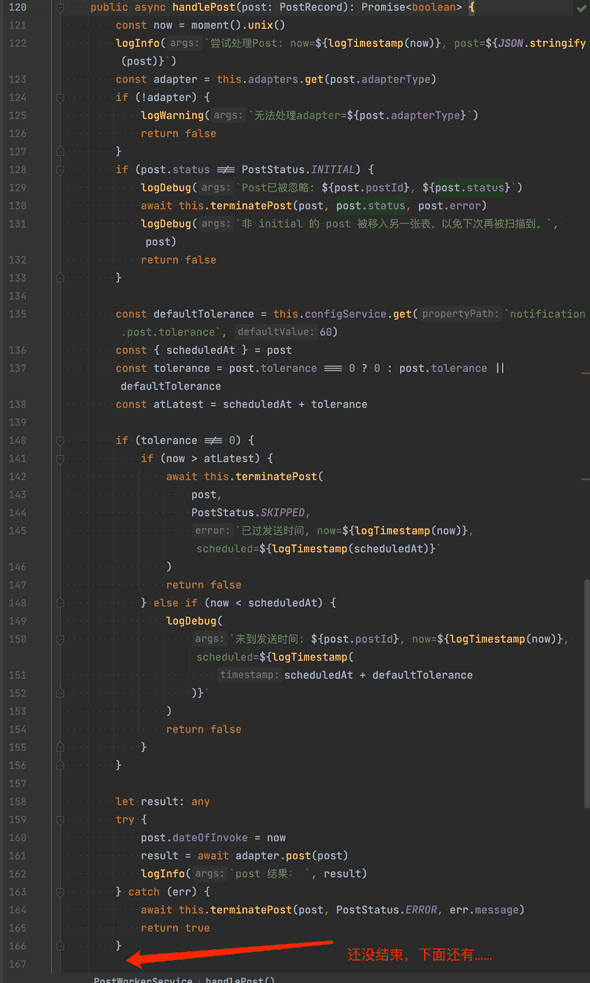 120 public async handlePost(post: PostRecord): Promise<boolean> {
121 const now = moment().unix()
122 logInfo( args: `尝试处理Post: now=${logTimestamp(now)}, post=${JSON.stringify
(post)}`)
123 const adapter = this.adapters.get(post.adapterType)
124 if (!adapter) {
125 logWarning( args: `无法处理adapter=${post.adapterType}`)
126 return false
127 }
128 if (post.status !== PostStatus.INITIAL) {
129 logDebug( args: `Post已被忽略: ${post.postId}, ${post.status}`)
130 await this.terminatePost(post, post.status, post.error)
131 logDebug( args: `非 initial 的 post 被移入另一张表，以免下次再被扫描到。`,
post)
132 return false
133 }
134
135 const defaultTolerance = this.configService.get( propertyPath: `notification
.post.tolerance`, defaultValue: 60)
136 const { scheduledAt } = post
137 const tolerance = post.tolerance === 0 ? 0 : post.tolerance ||
defaultTolerance
138 const atLatest = scheduledAt + tolerance
139
140 if (tolerance !== 0) {
141 if (now > atLatest) {
142 await this.terminatePost(
143 post,
144 PostStatus.SKIPPED,
145 error: `已过发送时间, now=${logTimestamp(now)},
scheduled=${logTimestamp(scheduledAt)}`
146 )
147 return false
148 } else if (now < scheduledAt) {
149 logDebug(
150 args: `未到发送时间: ${post.postId}, now=${logTimestamp(now)},
scheduled=${logTimestamp(
151 timestamp: scheduledAt + defaultTolerance
152 )}`
153 )
154 return false
155 }
156 }
157
158 let result: any
159 try {
160 post.dateOfInvoke = now
161 result = await adapter.post(post)
162 logInfo( args: `post 结果: `, result)
163 } catch (err) {
164 await this.terminatePost(post, PostStatus.ERROR, err.message)
165 return true
166 }
还没结束，下面还有......
167
PostWorkerService › handlePost()